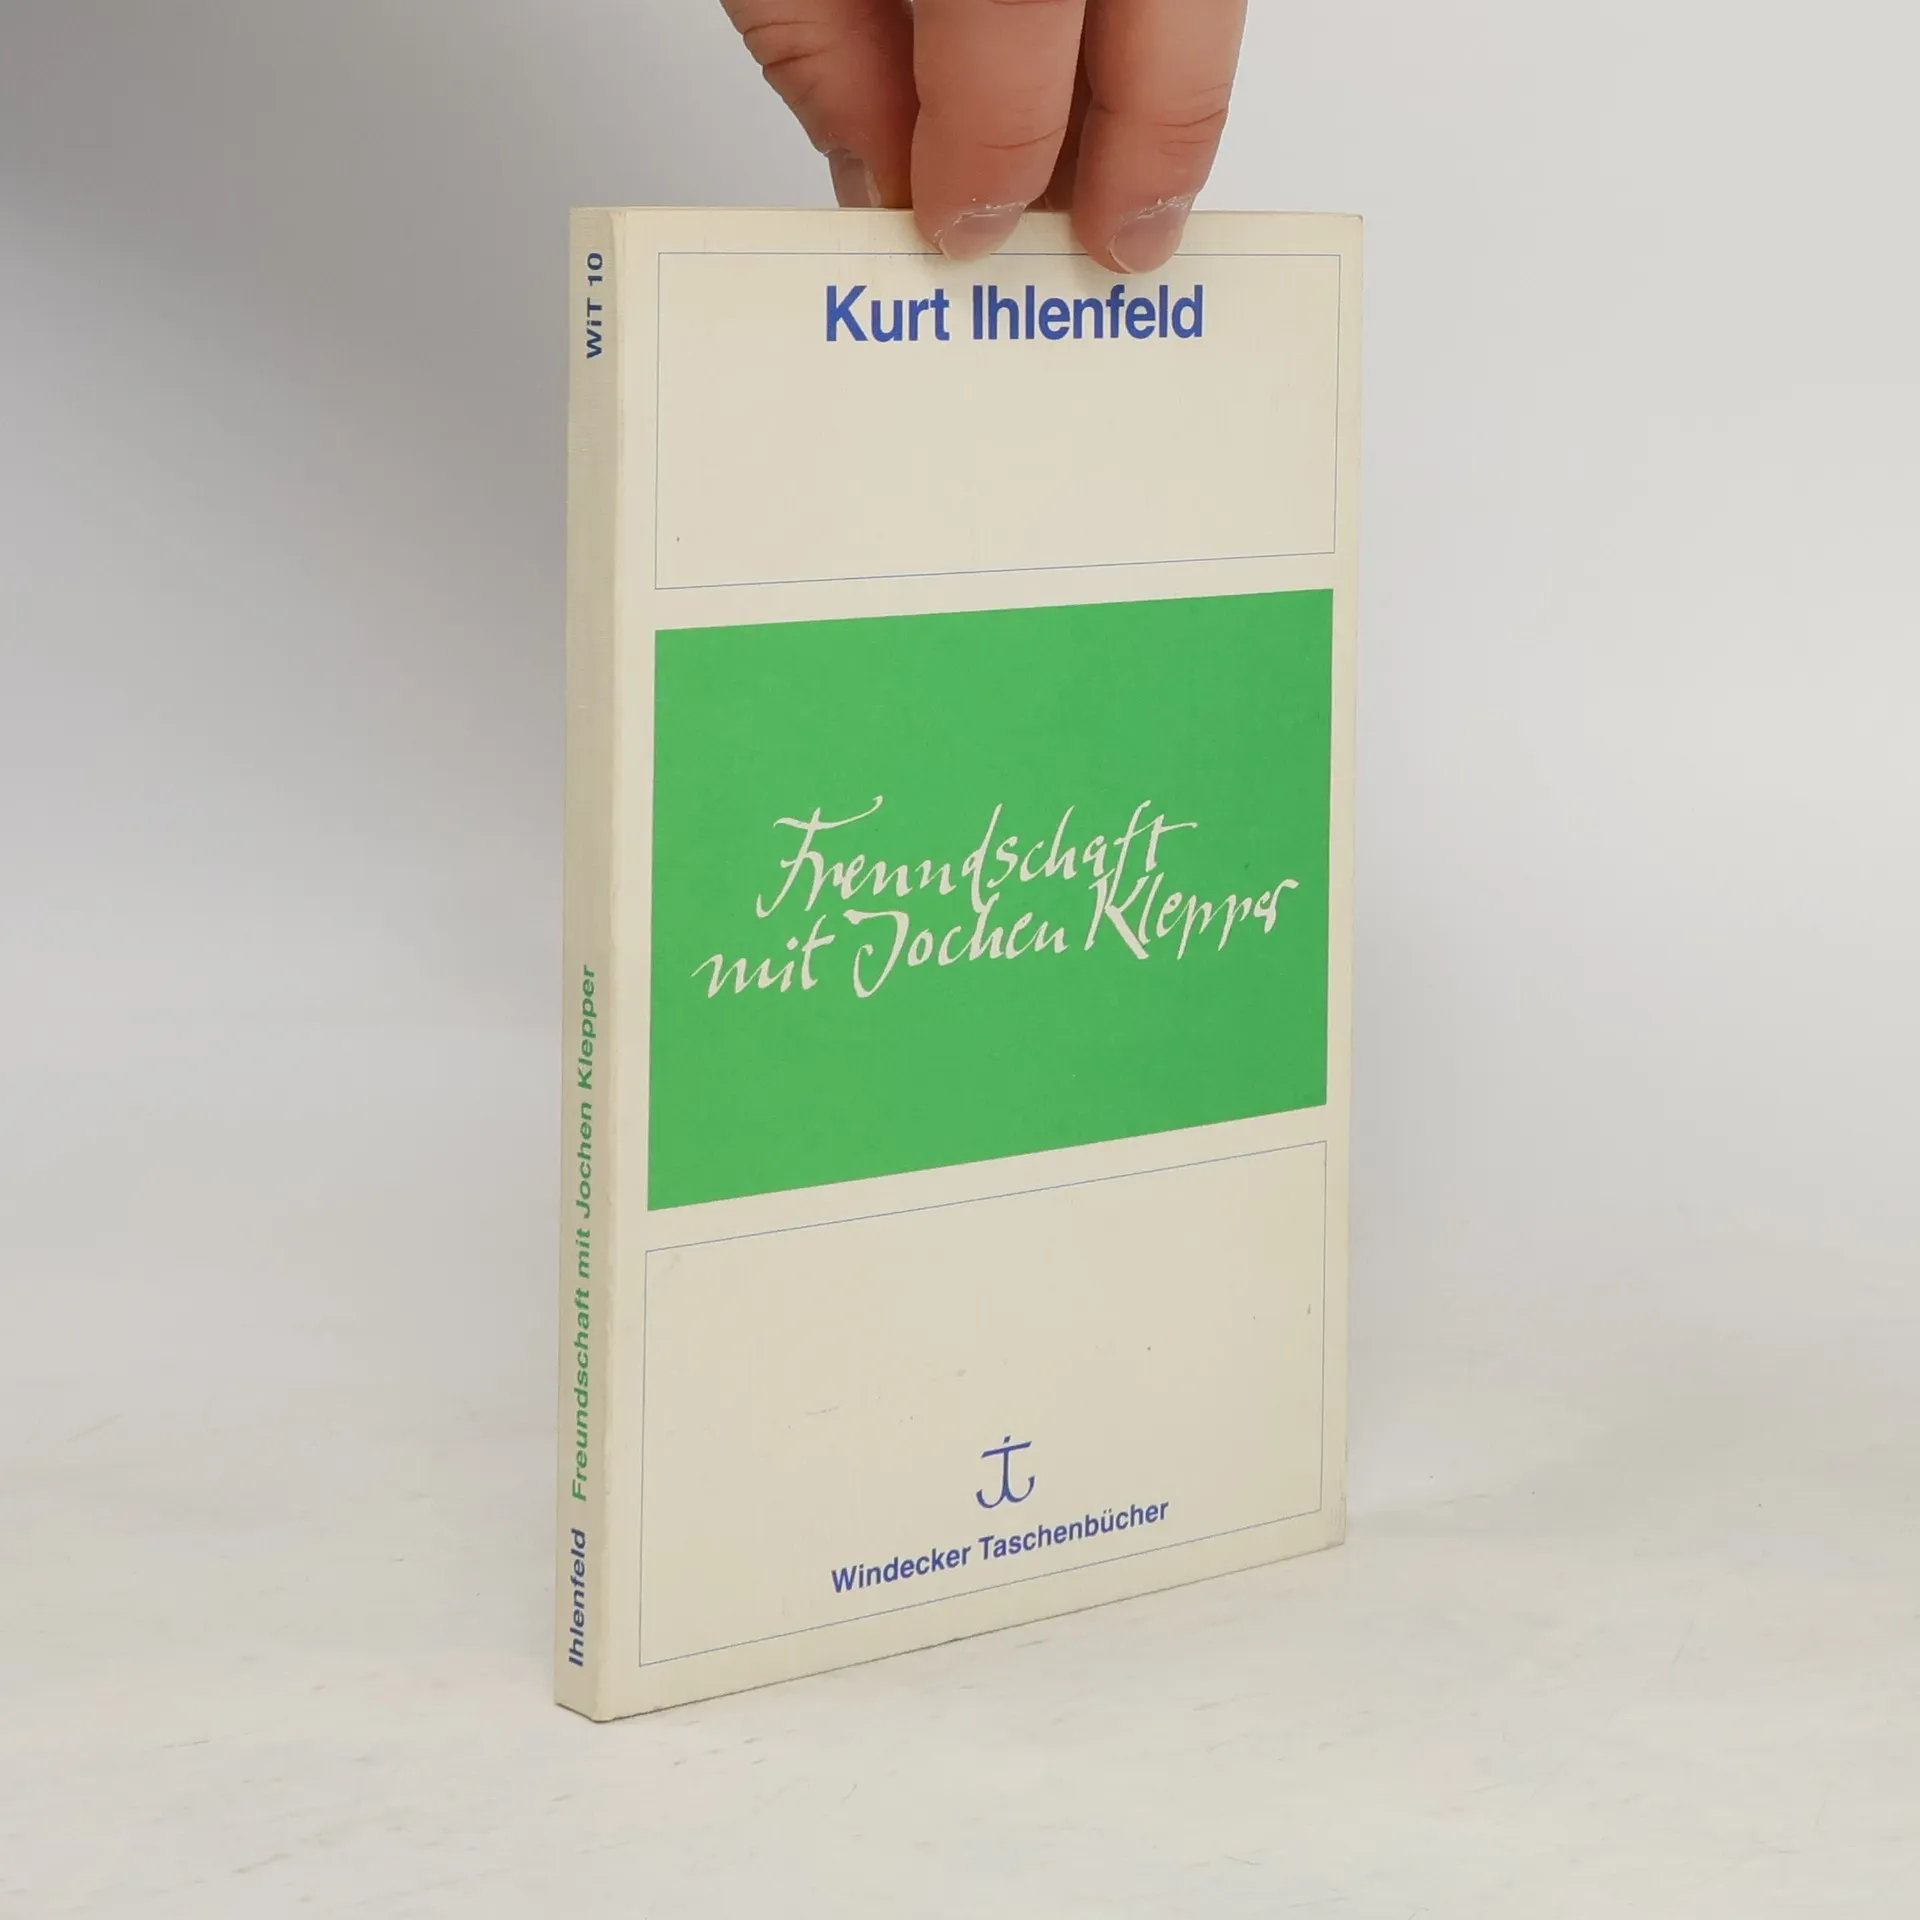 Kurt Ihlenfeld
Freundschaft
mit Jochen Klepper
Windecker Taschenbücher
Ihlenfeld Freundschaft mit Jochen Klepper WiT 10